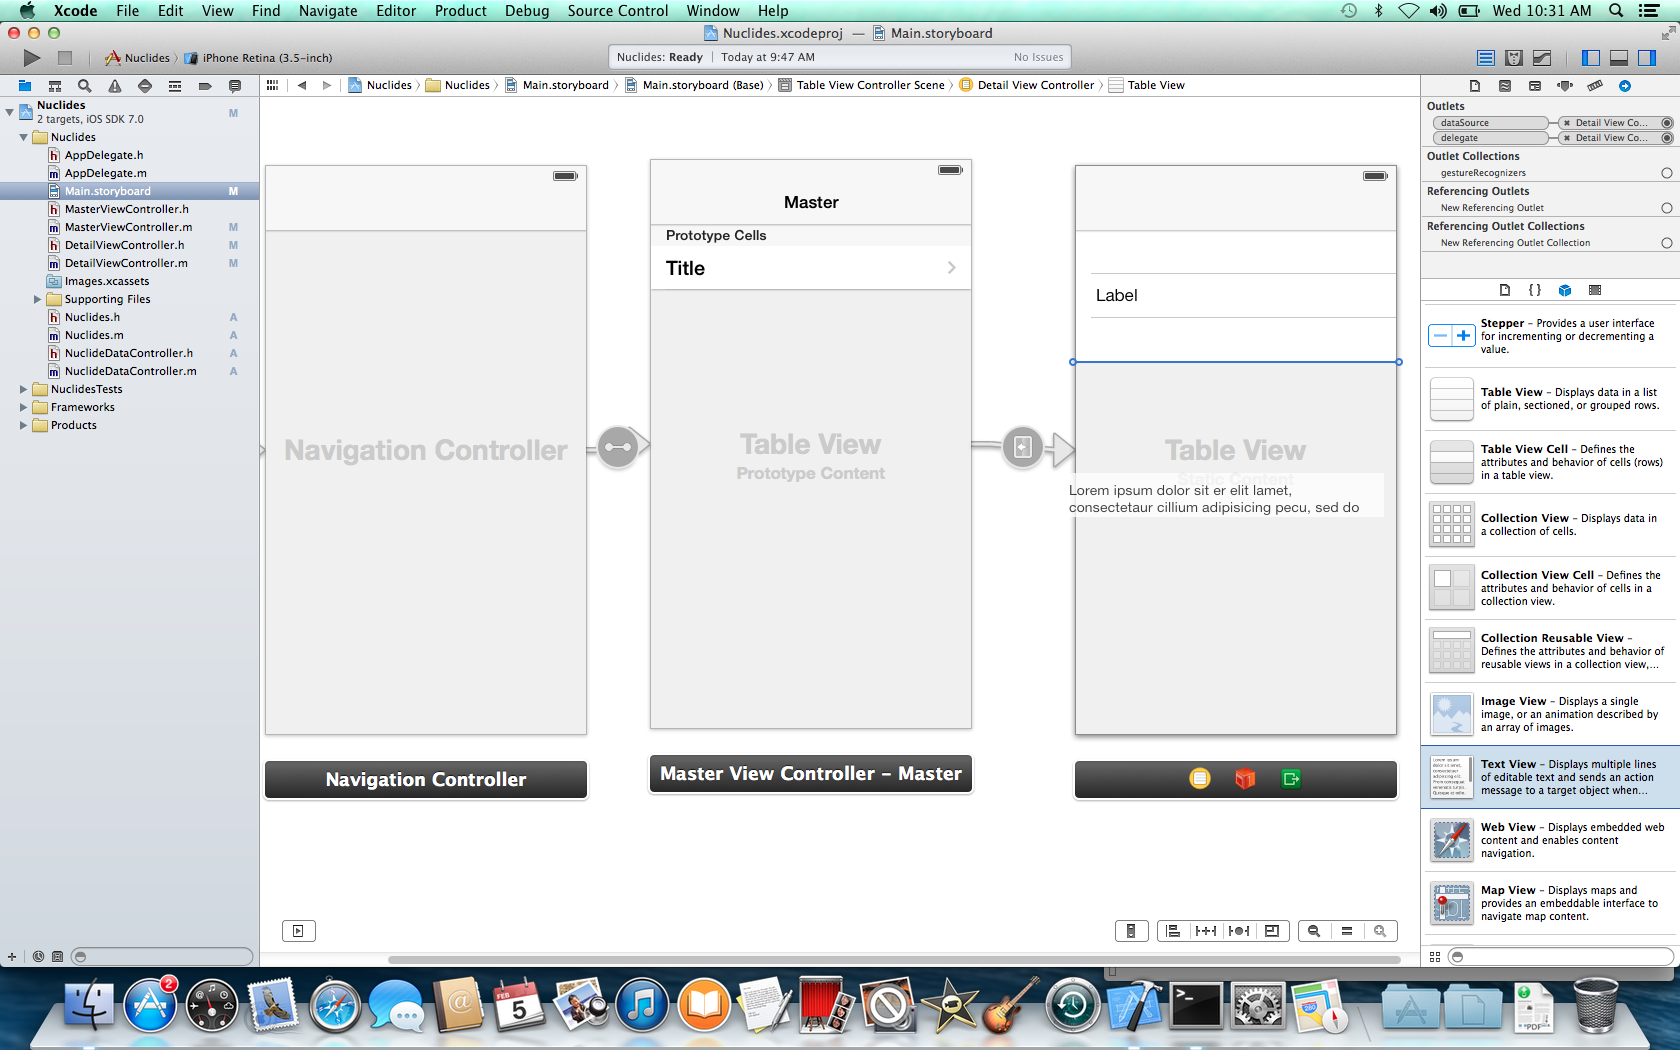 Xcode File Edit View Find Navigate Editor Product Debug Source Control Window Help Wed 10:31 AM
Nuclides.xcodeproj — Main.storyboard
Nuclides iPhone Retina (3.5-inch)
Nuclides: Ready Today at 9:47 AM No Issues
Nuclides Nuclides Main.storyboard Main.storyboard (Base) Table View Controller Scene Detail View Controller Table View
Nuclides M
2 targets, iOS SDK 7.0
Nuclides
AppDelegate.h
AppDelegate.m
Main.storyboard M
MasterViewController.h
MasterViewController.m M
DetailViewController.h M
DetailViewController.m M
Images.xcassets
Supporting Files
Nuclides.h A
Nuclides.m A
NuclideDataController.h A
NuclideDataController.m A
NuclidesTests
Frameworks
Products
Navigation Controller
Navigation Controller
Master
Prototype Cells
Title
Table View
Prototype Content
Master View Controller – Master
Label
Table View
Static Content
Lorem ipsum dolor sit er elit lamet,
consectetaur cillium adipisicing pecu, sed do
Outlets
dataSource Detail View Co...
delegate Detail View Co...
Outlet Collections
gestureRecognizers
Referencing Outlets
New Referencing Outlet
Referencing Outlet Collections
New Referencing Outlet Collection
Stepper – Provides a user interface
for incrementing or decrementing a
value.
Table View – Displays data in a list
of plain, sectioned, or grouped rows.
Table View Cell – Defines the
attributes and behavior of cells (rows)
in a table view.
Collection View – Displays data in
a collection of cells.
Collection View Cell – Defines the
attributes and behavior of cells in a
collection view.
Collection Reusable View –
Defines the attributes and behavior of
reusable views in a collection view,...
Image View – Displays a single
image, or an animation described by
an array of images.
Text View – Displays multiple lines
of editable text and sends an action
message to a target object when...
Web View – Displays embedded web
content and enables content
navigation.
Map View – Displays maps and
provides an embeddable interface to
navigate map content.
2
FEB
5
PDF